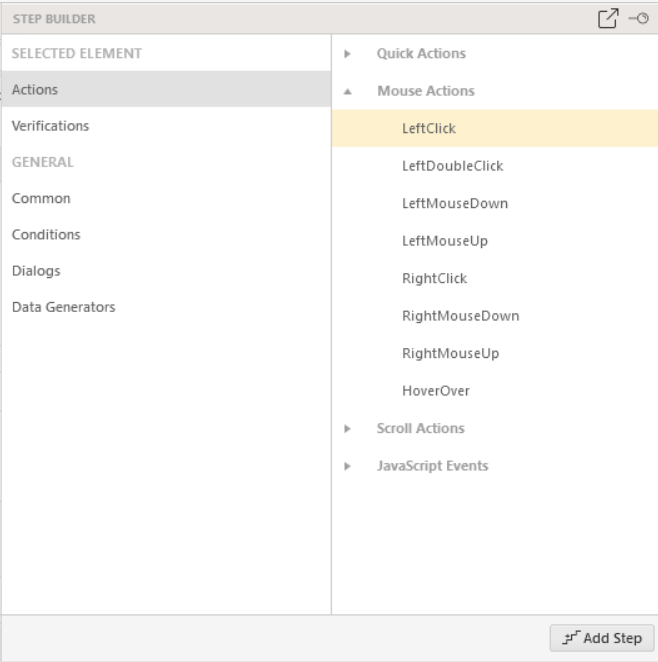 STEP BUILDER
SELECTED ELEMENT
Actions
Verifications
GENERAL
Common
Conditions
Dialogs
Data Generators
Quick Actions
Mouse Actions
LeftClick
LeftDoubleClick
LeftMouseDown
LeftMouseUp
RightClick
RightMouseDown
RightMouseUp
HoverOver
Scroll Actions
JavaScript Events
Add Step